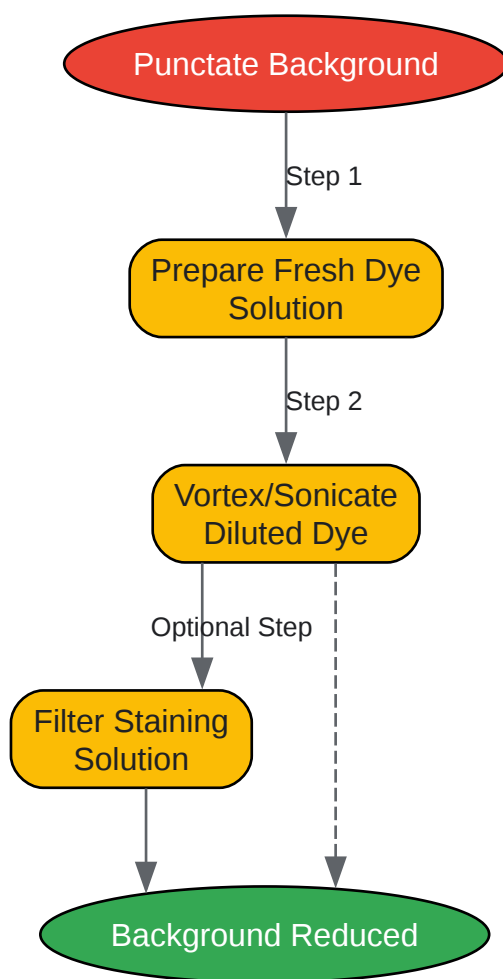 Punctate Background
Step 1
Prepare Fresh Dye
Solution
Step 2
Vortex/Sonicate
Diluted Dye
Optional Step
Filter Staining
Solution
Background Reduced